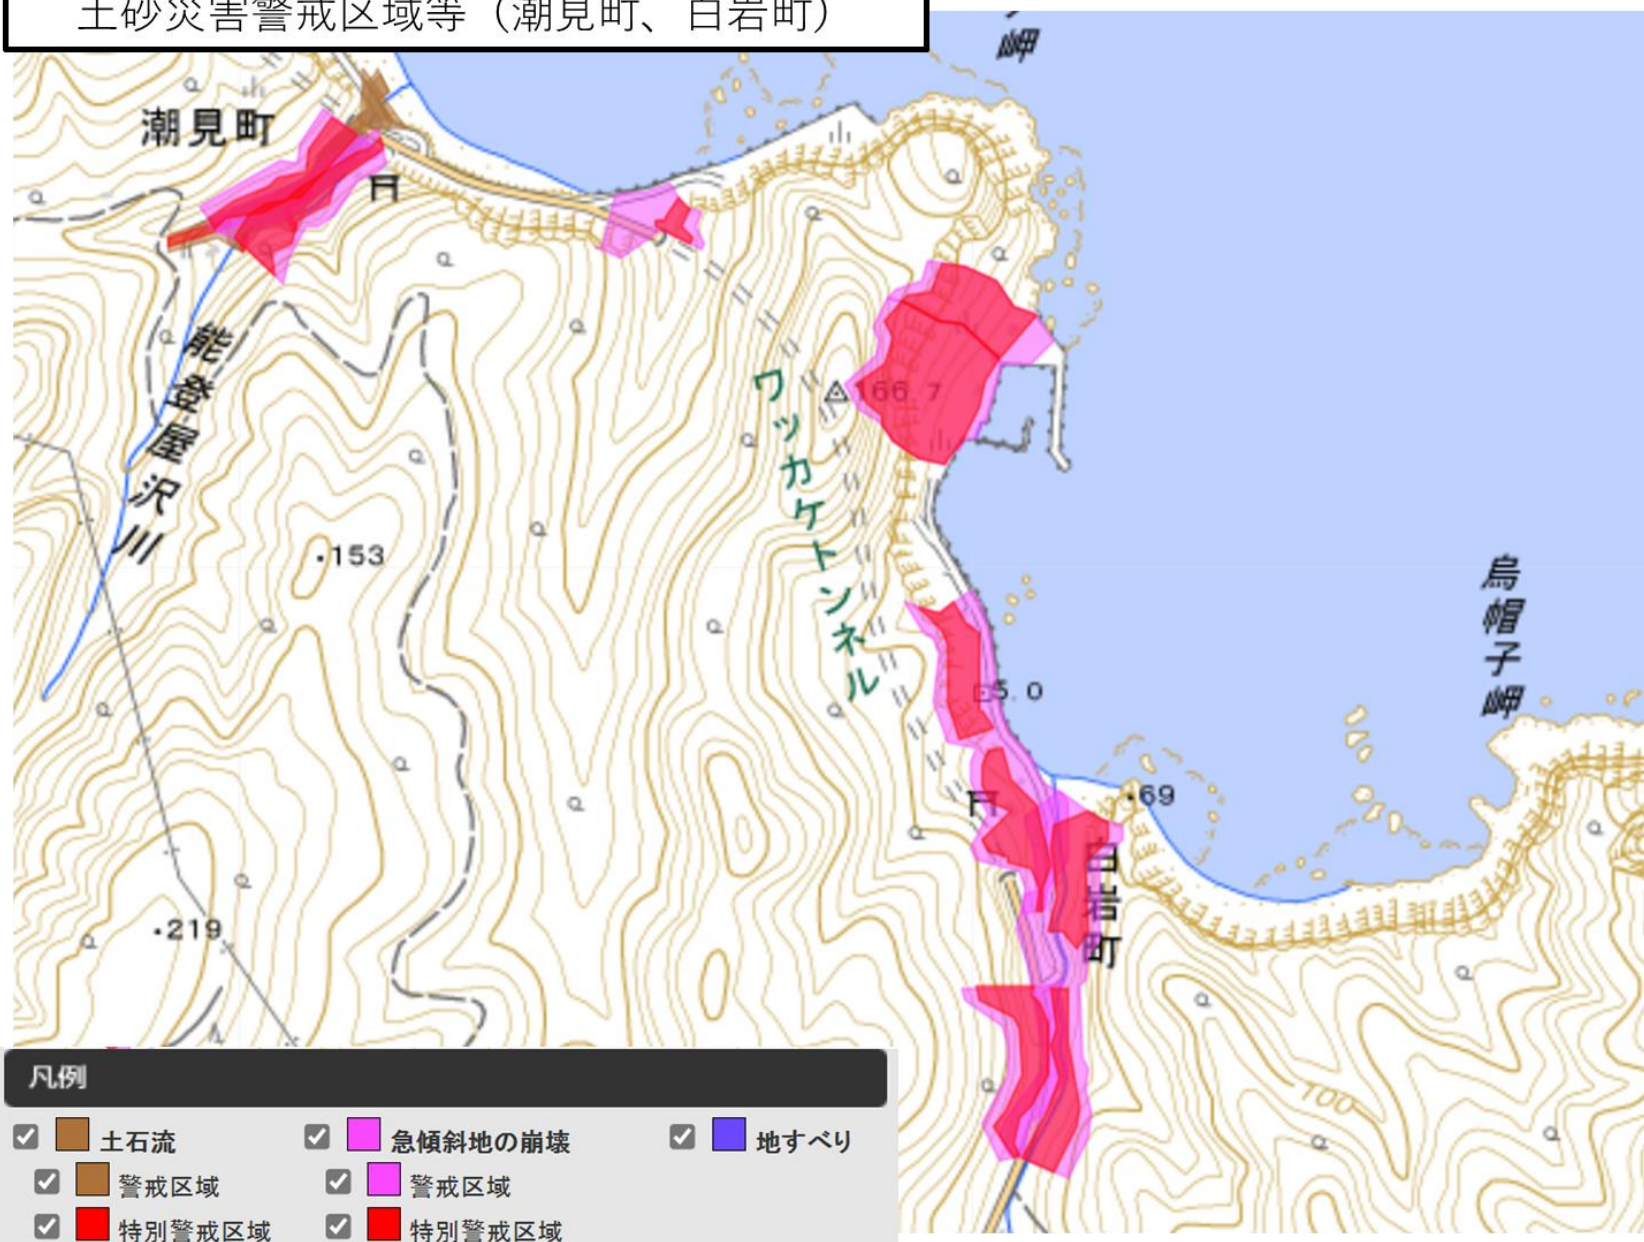 土砂災害警戒区域等（潮見町、白岩町）
岬
潮見町
能登屋沢川
166.7
ワッカケトンネル
・153
5.0
烏帽子岬
・69
白岩町
・219
100
凡例
土石流 急傾斜地の崩壊 地すべり
警戒区域 警戒区域
特別警戒区域 特別警戒区域